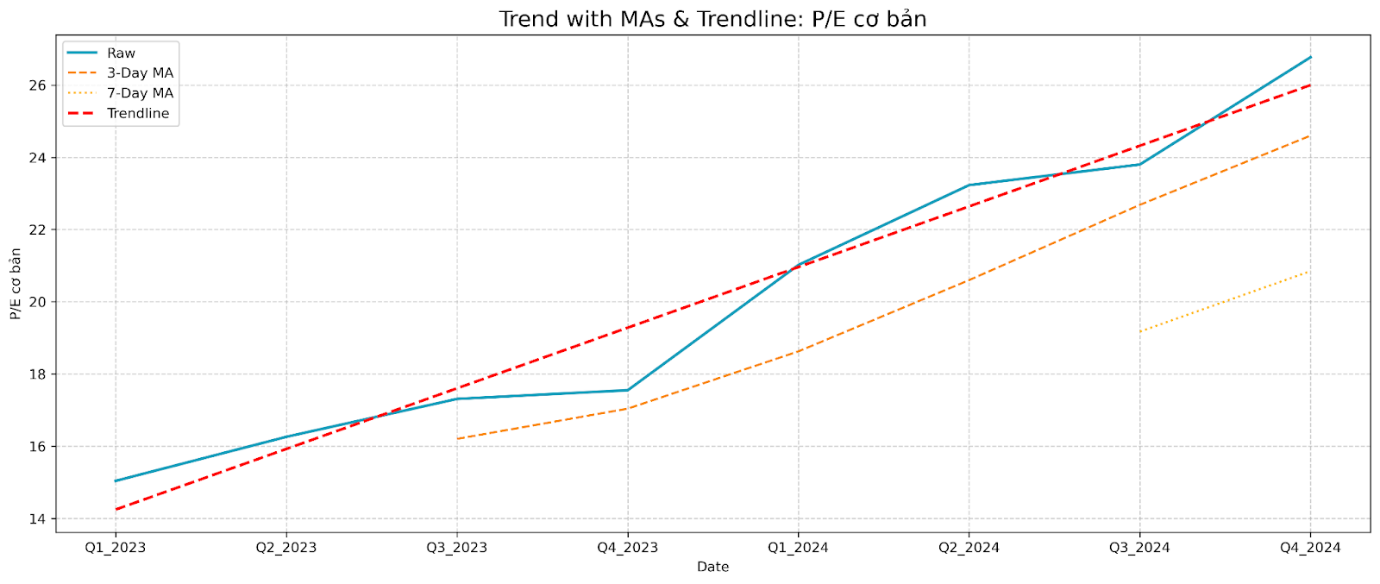 Trend with MAs & Trendline: P/E cơ bản
Raw
3-Day MA
7-Day MA
Trendline
P/E cơ bản
26
24
22
20
18
16
14
Q1_2023
Q2_2023
Q3_2023
Q4_2023
Q1_2024
Q2_2024
Q3_2024
Q4_2024
Date